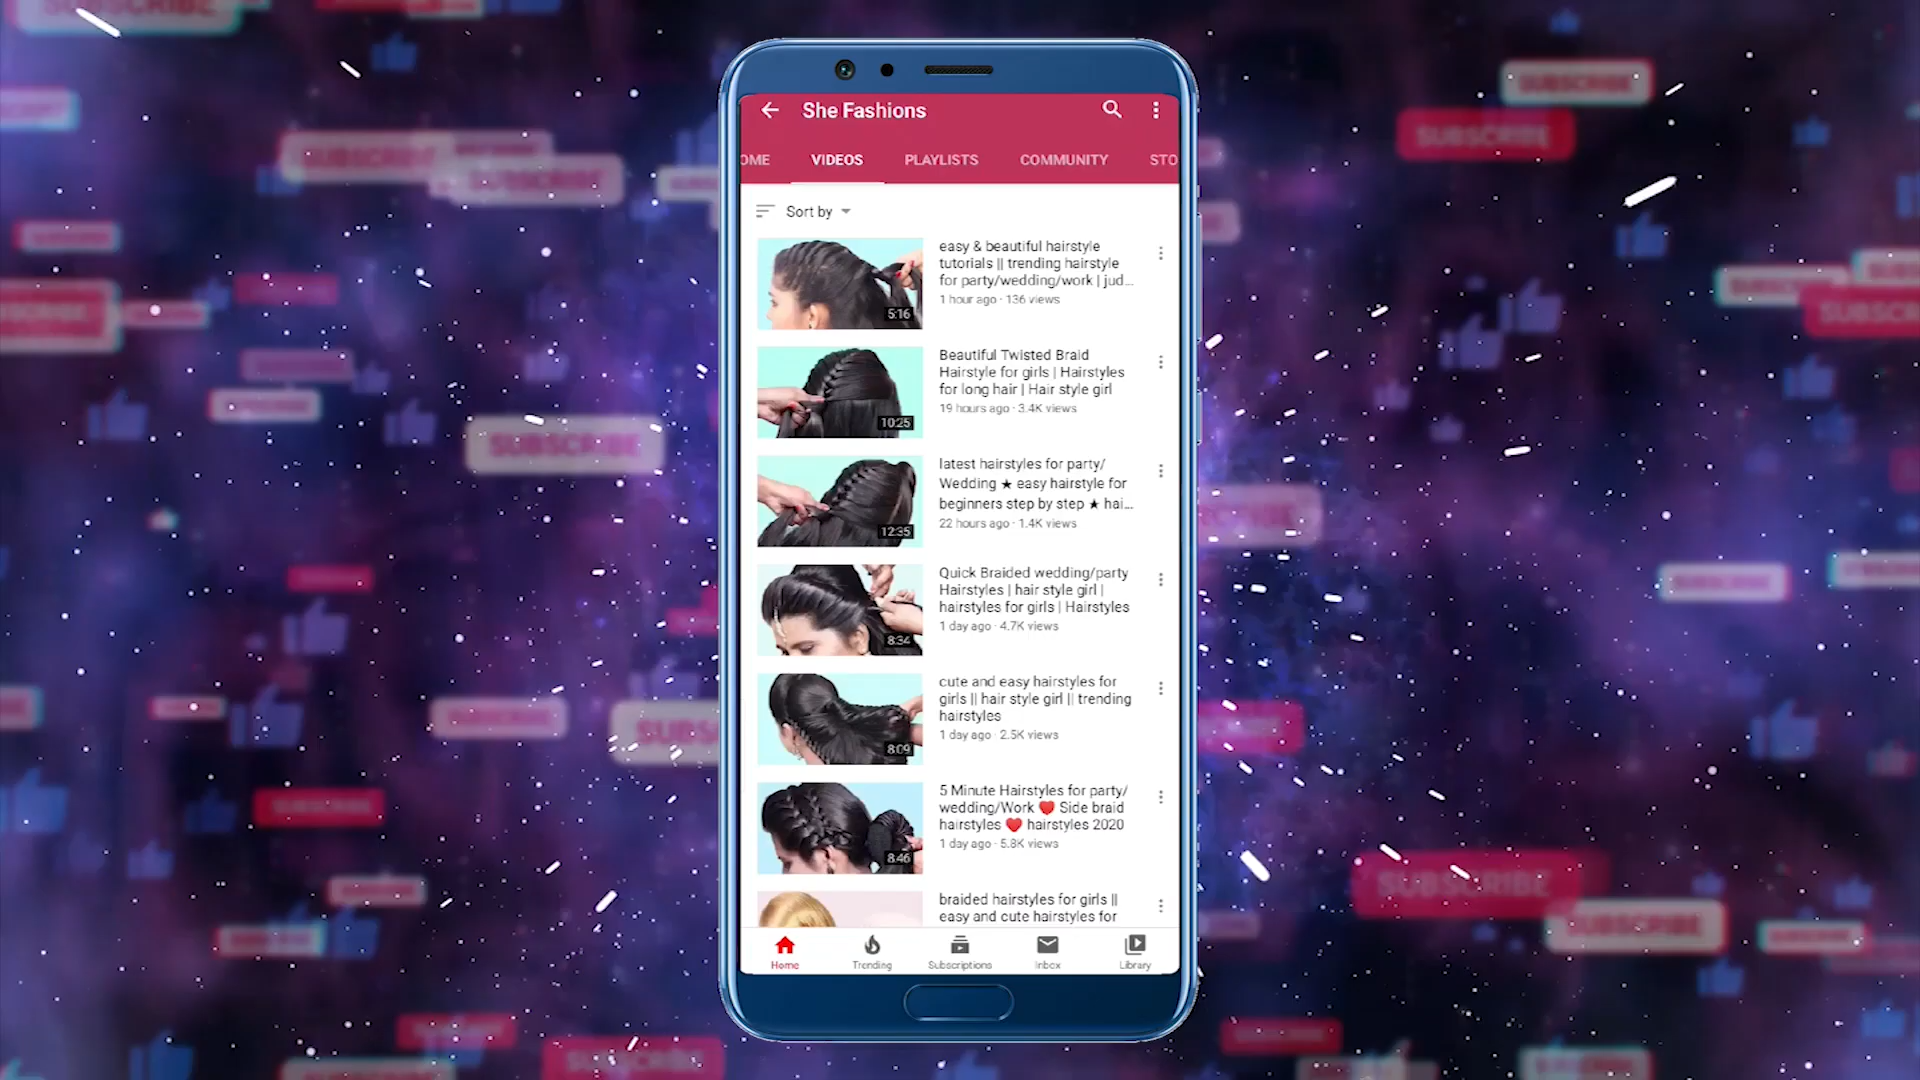 She Fashions
OME VIDEOS PLAYLISTS COMMUNITY STO
Sort by
easy & beautiful hairstyle
tutorials || trending hairstyle
for party/wedding/work | jud...
1 hour ago · 136 views
5:16
Beautiful Twisted Braid
Hairstyle for girls | Hairstyles
for long hair | Hair style girl
19 hours ago · 3.4K views
10:25
latest hairstyles for party/
Wedding ★ easy hairstyle for
beginners step by step ★ hai...
22 hours ago · 1.4K views
12:35
Quick Braided wedding/party
Hairstyles | hair style girl |
hairstyles for girls | Hairstyles
1 day ago · 4.7K views
8:34
cute and easy hairstyles for
girls || hair style girl || trending
hairstyles
1 day ago · 2.5K views
8:09
5 Minute Hairstyles for party/
wedding/Work ❤ Side braid
hairstyles ❤ hairstyles 2020
1 day ago · 5.8K views
8:46
braided hairstyles for girls ||
easy and cute hairstyles for
Home Trending Subscriptions Inbox Library
SUBSCRIBE
SUBSCRIBE
SUBSCRIBE
SUBSCRIBE
SUBSCRIBE